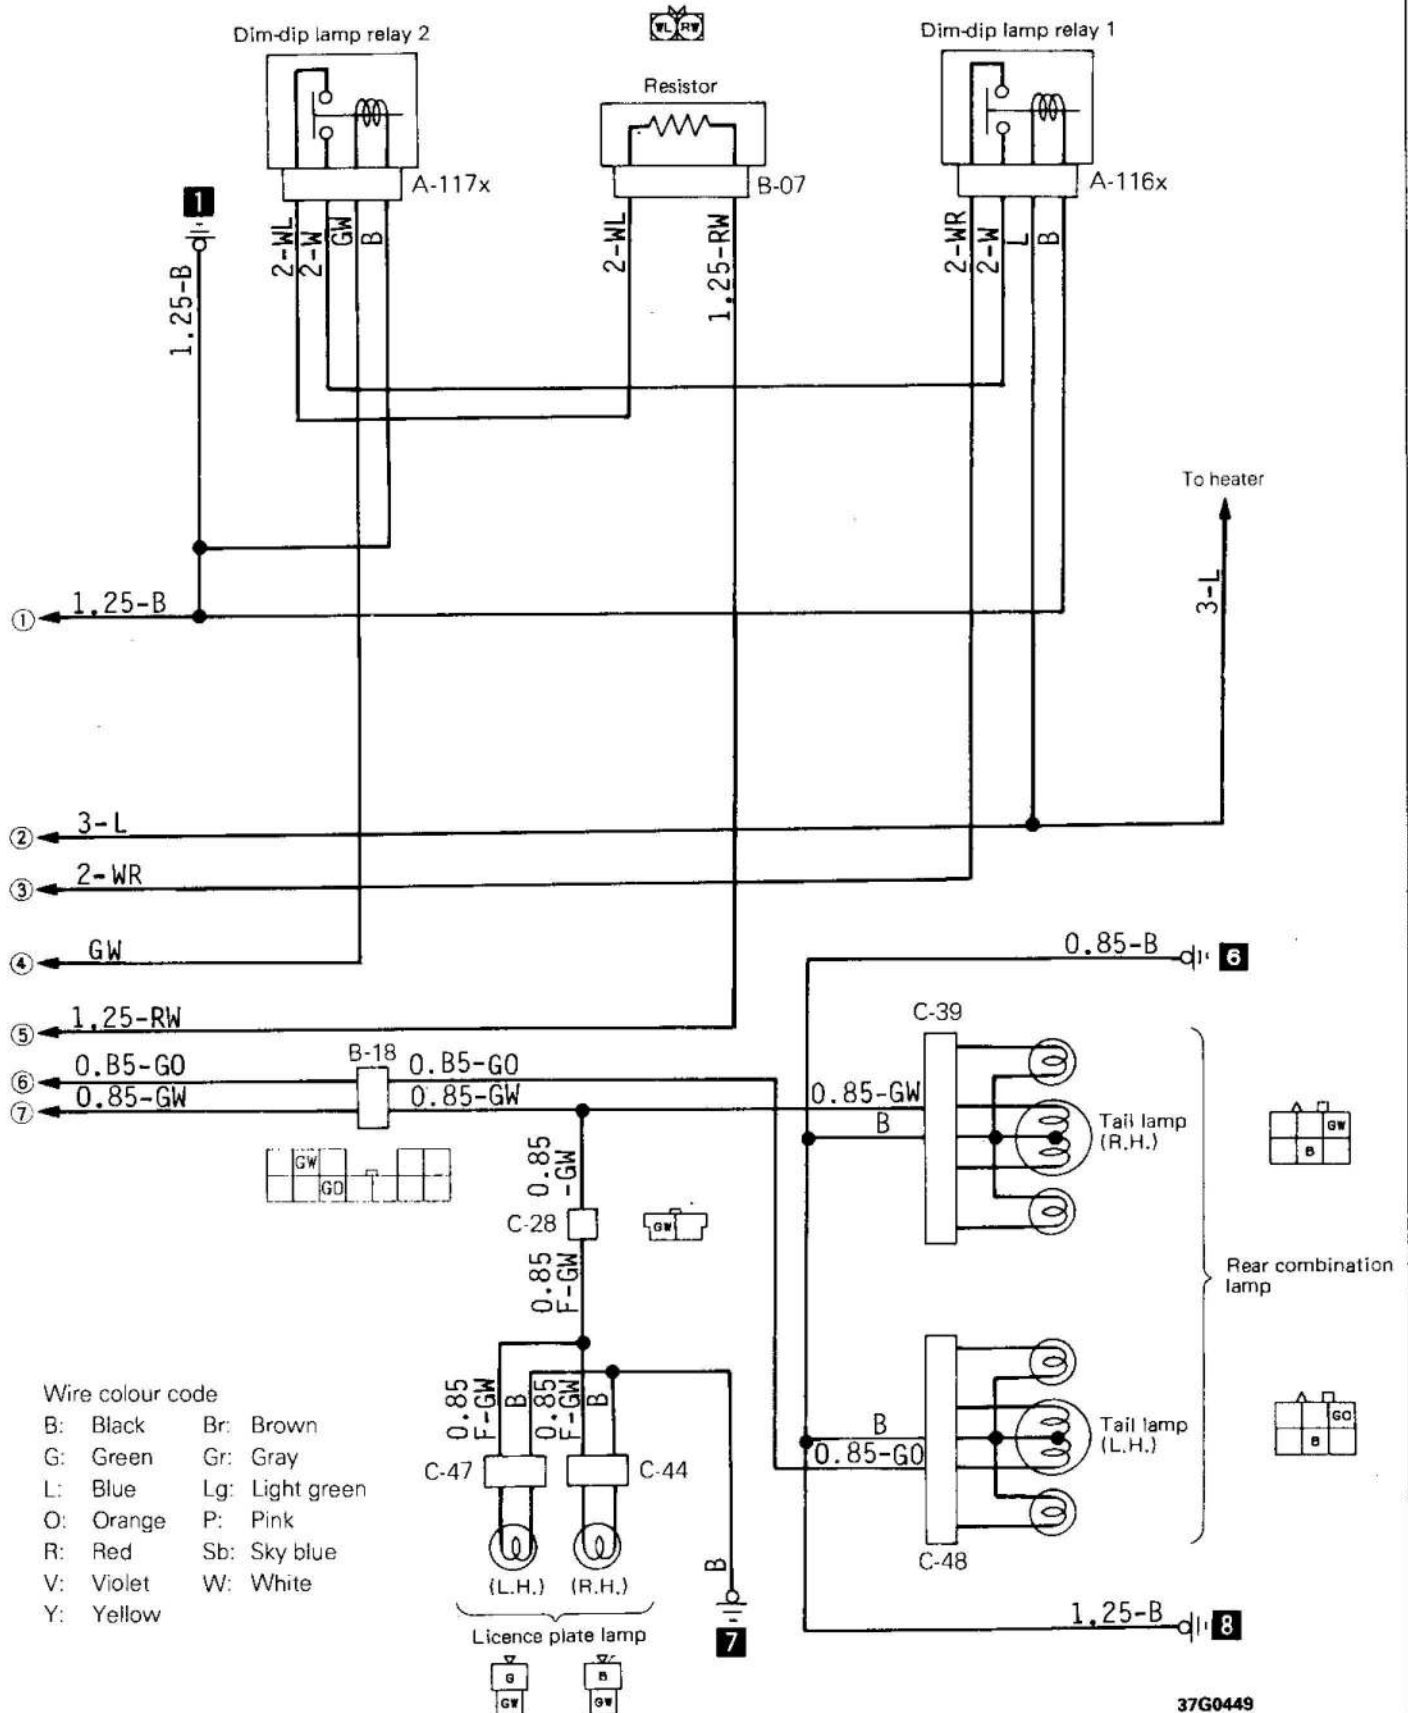 WL RW
Dim-dip lamp relay 2
Resistor
Dim-dip lamp relay 1
A-117x
B-07
A-116x
1
1.25-B
2-WL
2-W
GW
B
2-WL
1.25-RW
2-WR
2-W
L
B
To heater
3-L
① 1.25-B
② 3-L
③ 2-WR
④ GW
⑤ 1.25-RW
⑥ 0.B5-GO
B-18
0.B5-GO
⑦ 0.85-GW
0.85-GW
0.85-B
6
C-39
0.85-GW
B
Tail lamp
(R.H.)
GW
B
GW
GO
0.85
-GW
C-28
GW
0.85
F-GW
Rear combination
lamp
0.85
F-GW
B
0.85
F-GW
B
C-47
C-44
(L.H.)
(R.H.)
Licence plate lamp
G
GW
B
GW
B
7
B
0.85-GO
Tail lamp
(L.H.)
GO
B
C-48
1.25-B
8
Wire colour code
B: Black Br: Brown
G: Green Gr: Gray
L: Blue Lg: Light green
O: Orange P: Pink
R: Red Sb: Sky blue
V: Violet W: White
Y: Yellow
37G0449